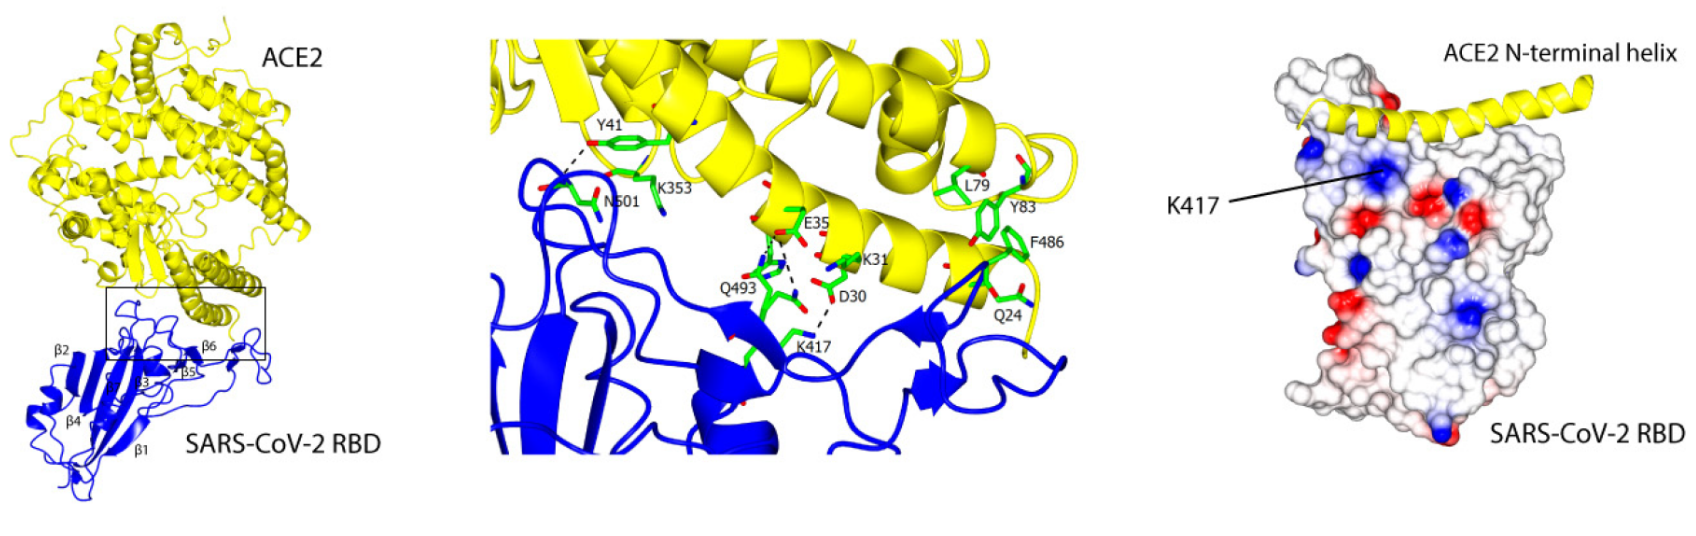 ACE2
β2
β6
β3
β5
β4
β1
SARS-CoV-2 RBD
Y41
K353
N501
L79
Y83
E35
F486
K31
Q493
D30
Q24
K417
ACE2 N-terminal helix
K417
SARS-CoV-2 RBD